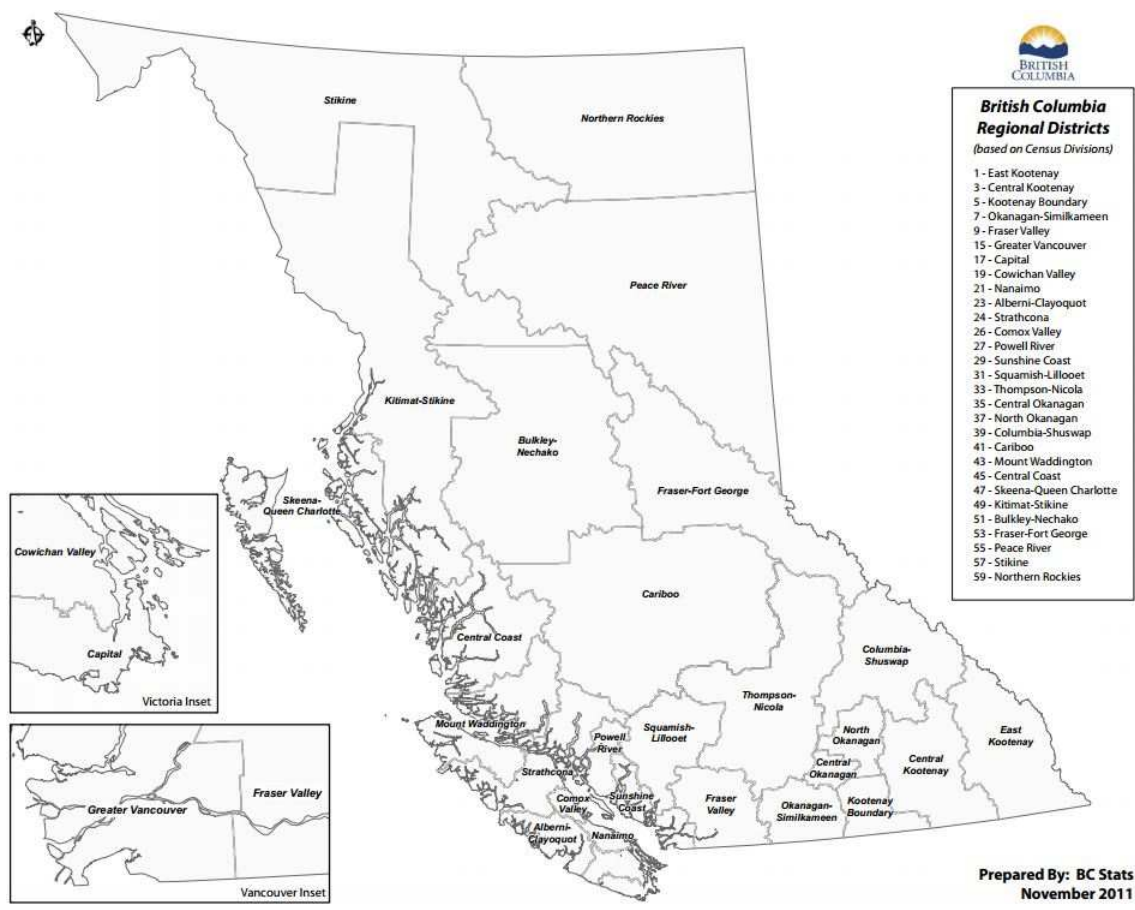 BRITISH
COLUMBIA
British Columbia
Regional Districts
(based on Census Divisions)
1 - East Kootenay
3 - Central Kootenay
5 - Kootenay Boundary
7 - Okanagan-Similkameen
9 - Fraser Valley
15 - Greater Vancouver
17 - Capital
19 - Cowichan Valley
21 - Nanaimo
23 - Alberni-Clayoquot
24 - Strathcona
26 - Comox Valley
27 - Powell River
29 - Sunshine Coast
31 - Squamish-Lillooet
33 - Thompson-Nicola
35 - Central Okanagan
37 - North Okanagan
39 - Columbia-Shuswap
41 - Cariboo
43 - Mount Waddington
45 - Central Coast
47 - Skeena-Queen Charlotte
49 - Kitimat-Stikine
51 - Bulkley-Nechako
53 - Fraser-Fort George
55 - Peace River
57 - Stikine
59 - Northern Rockies
Stikine
Northern Rockies
Peace River
Kitimat-Stikine
Bulkley-
Nechako
Fraser-Fort George
Skeena-
Queen Charlotte
Cariboo
Central Coast
Columbia-
Shuswap
Thompson-
Nicola
Mount Waddington
Powell
River
Squamish-
Lillooet
North
Okanagan
East
Kootenay
Central
Okanagan
Central
Kootenay
Strathcona
Comox
Valley
Sunshine
Coast
Fraser
Valley
Okanagan-
Similkameen
Kootenay
Boundary
Alberni-
Clayoquot
Nanaimo
Cowichan Valley
Capital
Victoria Inset
Greater Vancouver
Fraser Valley
Vancouver Inset
Prepared By: BC Stats
November 2011